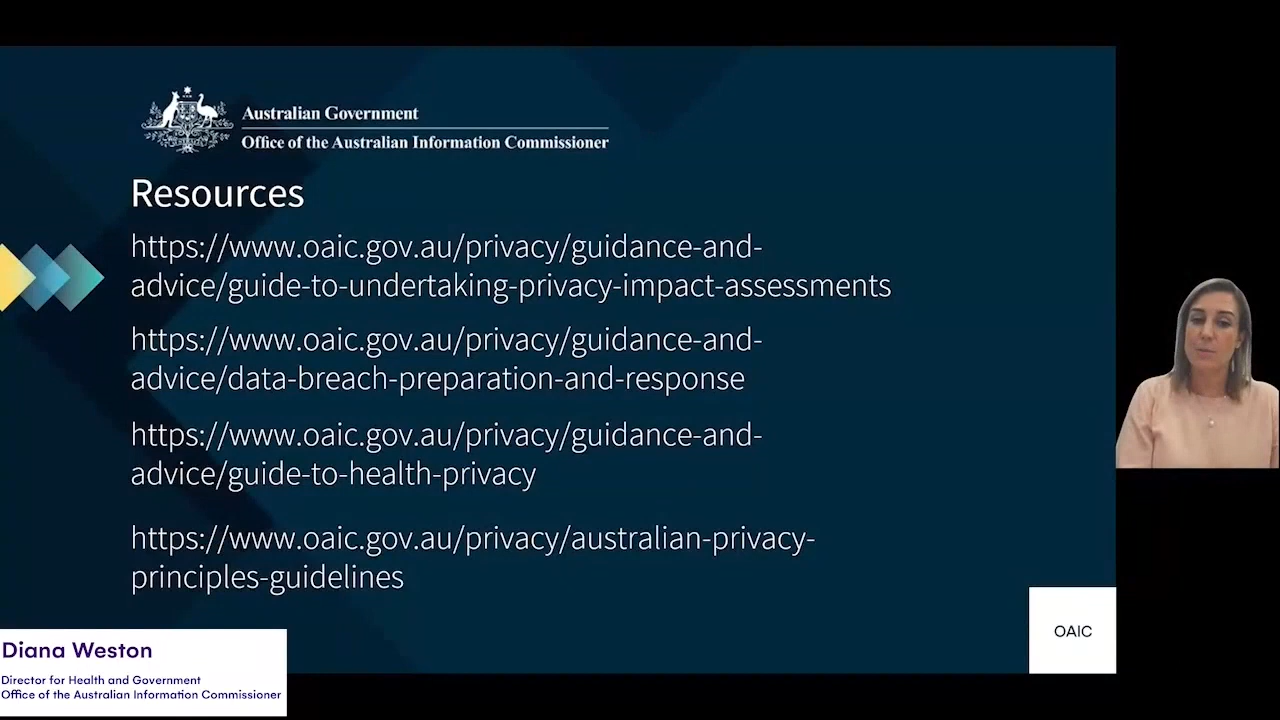 Australian Government
Office of the Australian Information Commissioner
Resources
https://www.oaic.gov.au/privacy/guidance-and-
advice/guide-to-undertaking-privacy-impact-assessments
https://www.oaic.gov.au/privacy/guidance-and-
advice/data-breach-preparation-and-response
https://www.oaic.gov.au/privacy/guidance-and-
advice/guide-to-health-privacy
https://www.oaic.gov.au/privacy/australian-privacy-
principles-guidelines
OAIC
Diana Weston
Director for Health and Government
Office of the Australian Information Commissioner